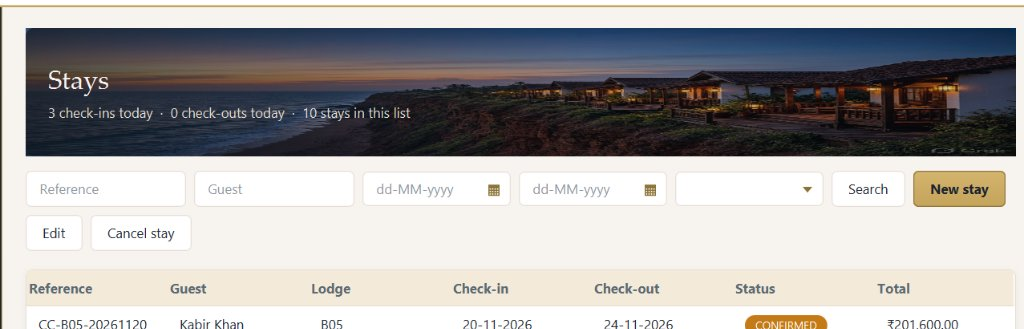 Stays
3 check-ins today · 0 check-outs today · 10 stays in this list
Reference Guest dd-MM-yyyy dd-MM-yyyy Search New stay
Edit Cancel stay
Reference Guest Lodge Check-in Check-out Status Total
CC-B05-20261120 Kabir Khan B05 20-11-2026 24-11-2026 CONFIRMED ₹201,600.00